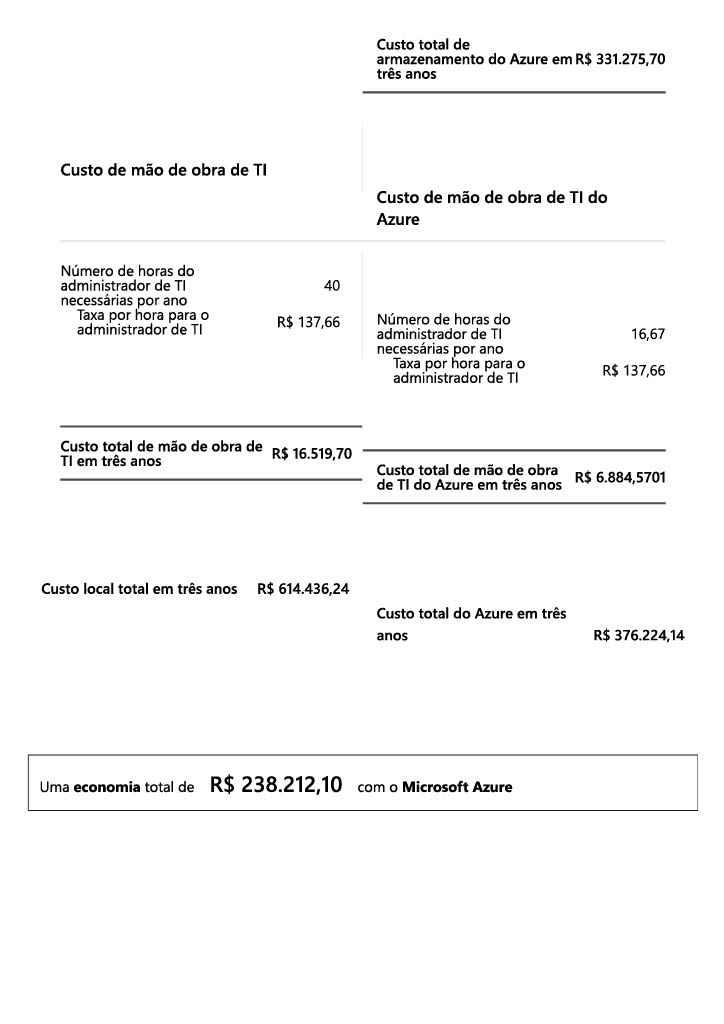 Custo total de
armazenamento do Azure em R$ 331.275,70
três anos
Custo de mão de obra de TI
Custo de mão de obra de TI do
Azure
Número de horas do
administrador de TI 40
necessárias por ano
Taxa por hora para o
administrador de TI R$ 137,66
Número de horas do
administrador de TI 16,67
necessárias por ano
Taxa por hora para o
administrador de TI R$ 137,66
Custo total de mão de obra de
TI em três anos R$ 16.519,70
Custo total de mão de obra
de TI do Azure em três anos R$ 6.884,5701
Custo local total em três anos R$ 614.436,24
Custo total do Azure em três
anos R$ 376.224,14
Uma economia total de R$ 238.212,10 com o Microsoft Azure